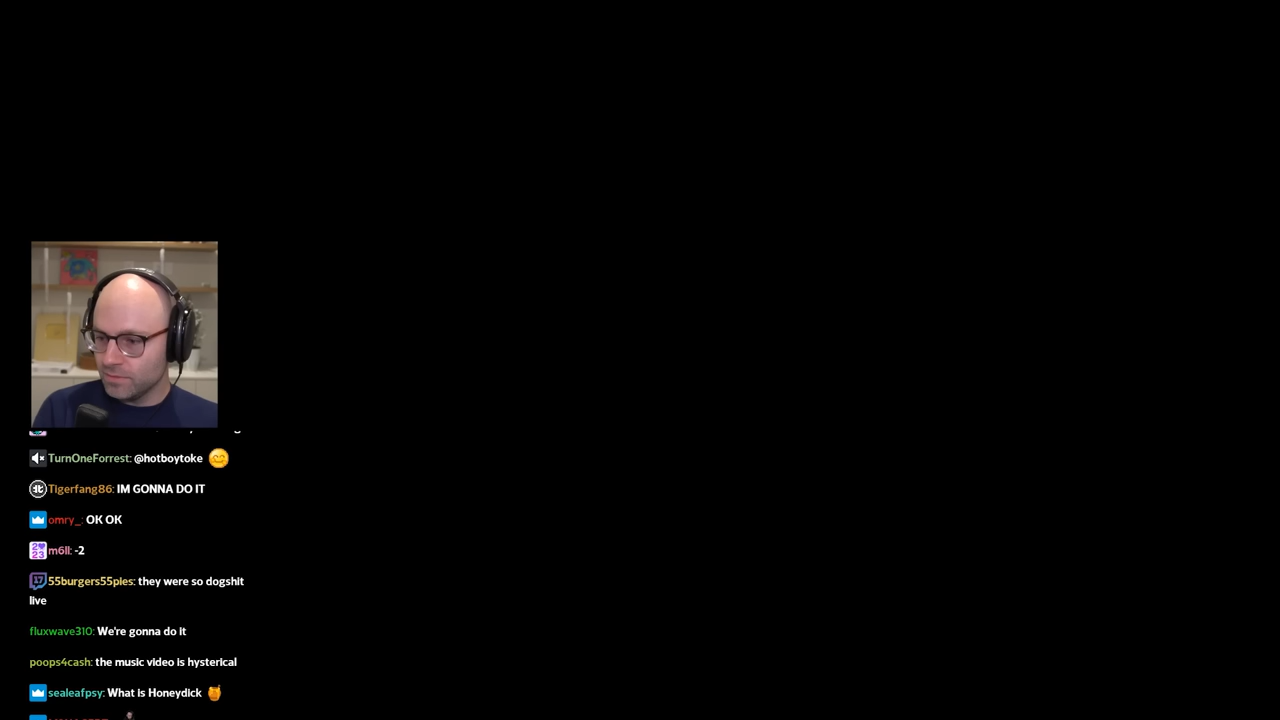 TurnOneForrest: @hotboytoke
Tigerfang86: IM GONNA DO IT
omry_: OK OK
m6ll: -2
55burgers55pies: they were so dogshit
live
fluxwave310: We're gonna do it
poops4cash: the music video is hysterical
sealeafpsy: What is Honeydick